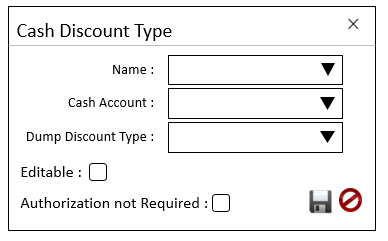 Cash Discount Type
Name :
Cash Account :
Dump Discount Type :
Editable :
Authorization not Required :